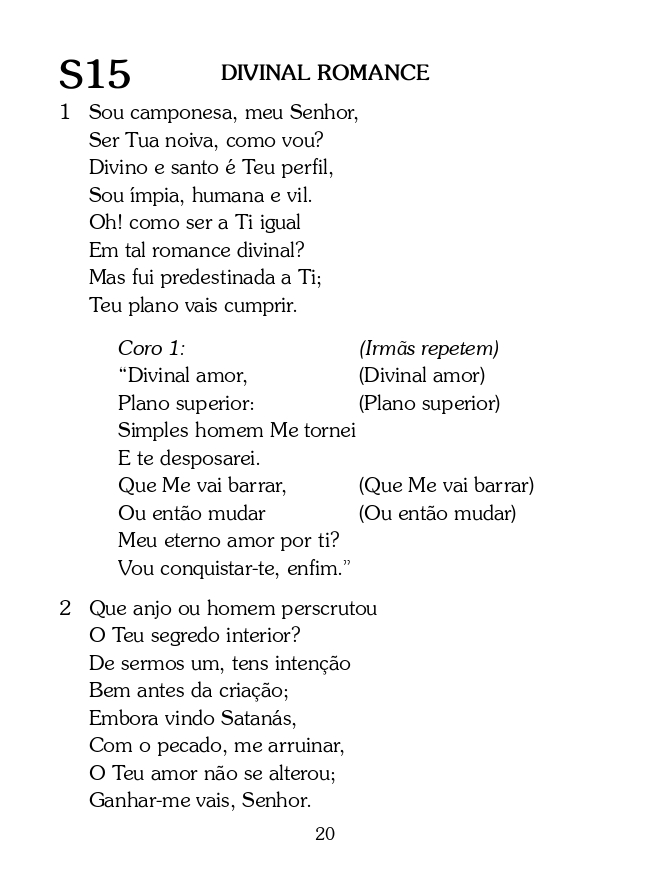 S15 DIVINAL ROMANCE
1 Sou camponesa, meu Senhor,
Ser Tua noiva, como vou?
Divino e santo é Teu perfil,
Sou ímpia, humana e vil.
Oh! como ser a Ti igual
Em tal romance divinal?
Mas fui predestinada a Ti;
Teu plano vais cumprir.
Coro 1: (Irmãs repetem)
“Divinal amor, (Divinal amor)
Plano superior: (Plano superior)
Simples homem Me tornei
E te desposarei.
Que Me vai barrar, (Que Me vai barrar)
Ou então mudar (Ou então mudar)
Meu eterno amor por ti?
Vou conquistar-te, enfim.”
2 Que anjo ou homem perscrutou
O Teu segredo interior?
De sermos um, tens intenção
Bem antes da criação;
Embora vindo Satanás,
Com o pecado, me arruinar,
O Teu amor não se alterou;
Ganhar-me vais, Senhor.
20